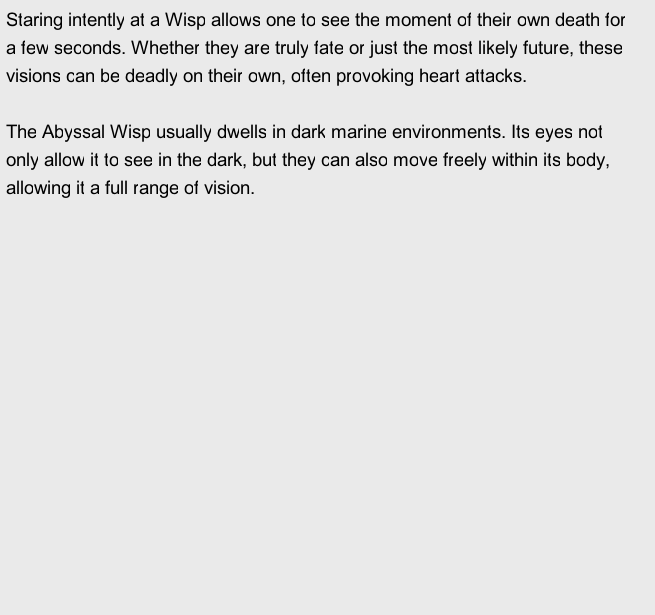 Staring intently at a Wisp allows one to see the moment of their own death for
a few seconds. Whether they are truly fate or just the most likely future, these
visions can be deadly on their own, often provoking heart attacks.
The Abyssal Wisp usually dwells in dark marine environments. Its eyes not
only allow it to see in the dark, but they can also move freely within its body,
allowing it a full range of vision.